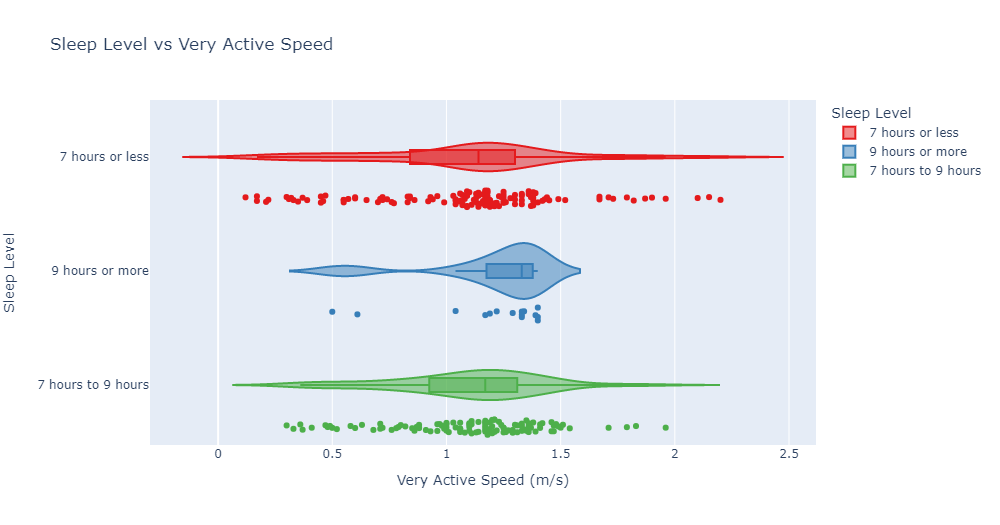 Sleep Level vs Very Active Speed
Sleep Level
7 hours or less
9 hours or more
7 hours to 9 hours
7 hours or less
9 hours or more
7 hours to 9 hours
Sleep Level
0
0.5
1
1.5
2
2.5
Very Active Speed (m/s)